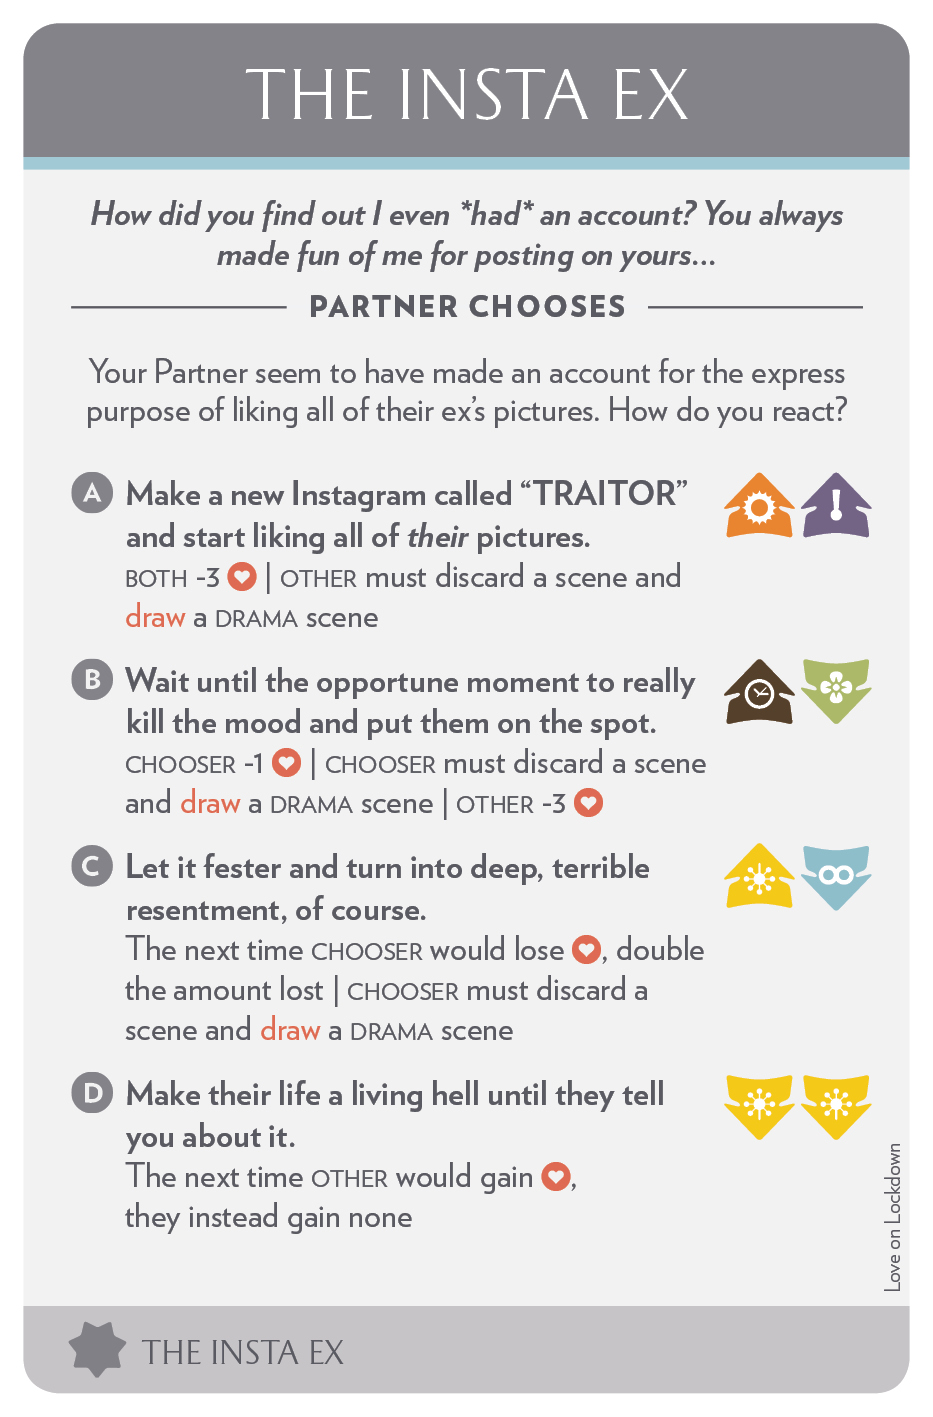 THE INSTA EX
How did you find out I even *had* an account? You always
made fun of me for posting on yours...
PARTNER CHOOSES
Your Partner seem to have made an account for the express
purpose of liking all of their ex's pictures. How do you react?
A Make a new Instagram called “TRAITOR”
and start liking all of their pictures.
BOTH -3 | OTHER must discard a scene and
draw a DRAMA scene
B Wait until the opportune moment to really
kill the mood and put them on the spot.
CHOOSER -1 | CHOOSER must discard a scene
and draw a DRAMA scene | OTHER -3
C Let it fester and turn into deep, terrible
resentment, of course.
The next time CHOOSER would lose , double
the amount lost | CHOOSER must discard a
scene and draw a DRAMA scene
D Make their life a living hell until they tell
you about it.
The next time OTHER would gain ,
they instead gain none
Love on Lockdown
THE INSTA EX